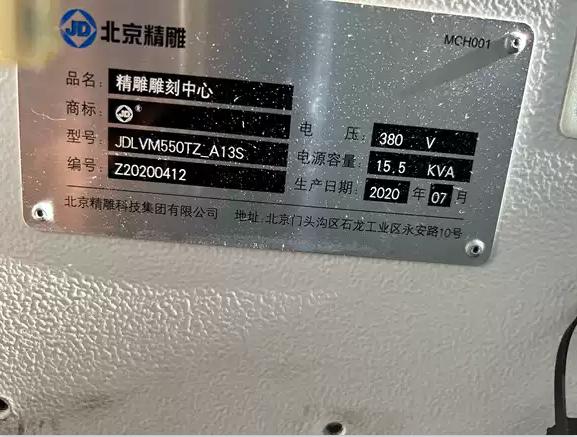 JD 北京精雕
MCH001
品名: 精雕雕刻中心
商标: JD ®
型号: JDLVM550TZ_A13S
编号: Z20200412
电 压: 380 V
电源容量: 15.5 KVA
生产日期: 2020 年 07 月
北京精雕科技集团有限公司 地址:北京门头沟区石龙工业区永安路10号